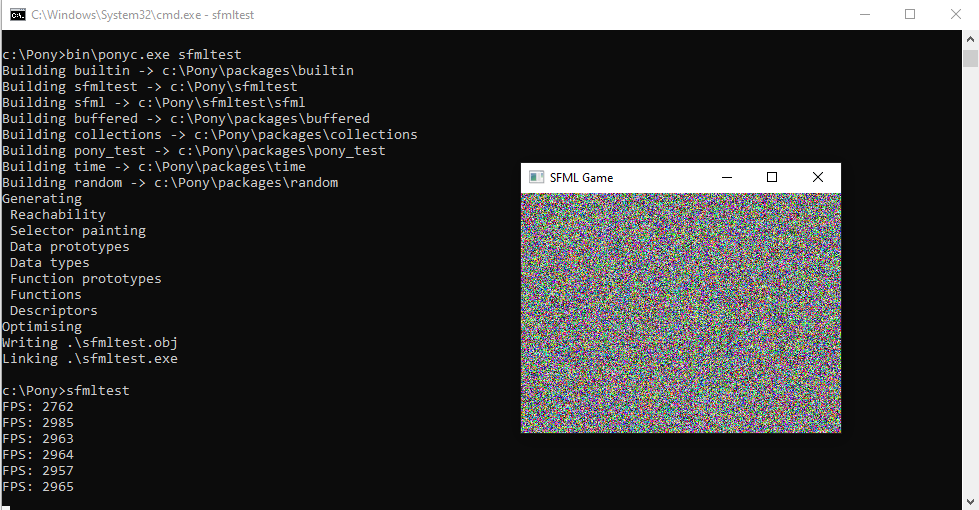 C:\Windows\System32\cmd.exe - sfmltest
c:\Pony>bin\ponyc.exe sfmltest
Building builtin -> c:\Pony\packages\builtin
Building sfmltest -> c:\Pony\sfmltest
Building sfml -> c:\Pony\sfmltest\sfml
Building buffered -> c:\Pony\packages\buffered
Building collections -> c:\Pony\packages\collections
Building pony_test -> c:\Pony\packages\pony_test
Building time -> c:\Pony\packages\time
Building random -> c:\Pony\packages\random
Generating
 Reachability
 Selector painting
 Data prototypes
 Data types
 Function prototypes
 Functions
 Descriptors
Optimising
Writing .\sfmltest.obj
Linking .\sfmltest.exe
c:\Pony>sfmltest
FPS: 2762
FPS: 2985
FPS: 2963
FPS: 2964
FPS: 2957
FPS: 2965
SFML Game